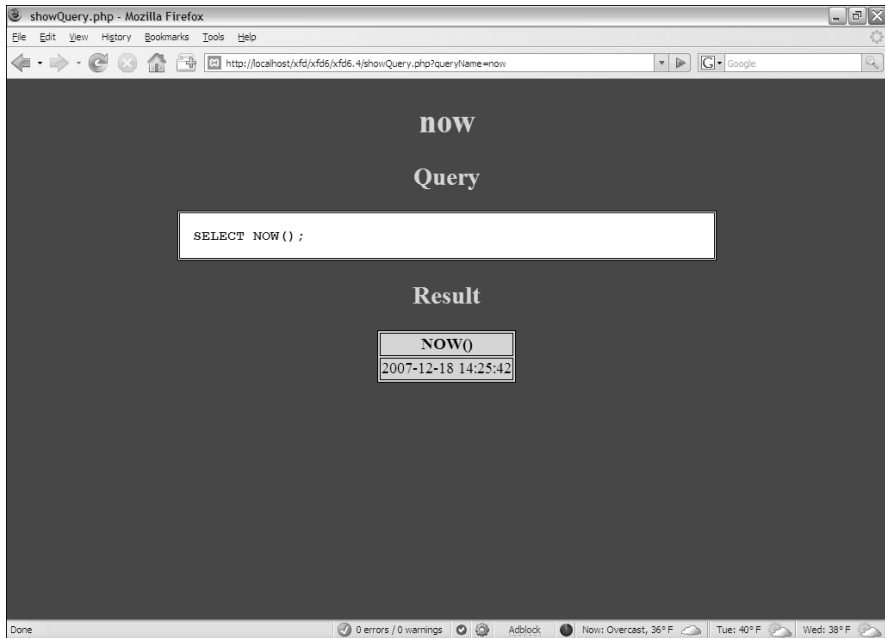 showQuery.php - Mozilla Firefox
File Edit View History Bookmarks Tools Help
http://localhost/xfd/xfd6/xfd6.4/showQuery.php?queryName=now
G Google
now
Query
SELECT NOW();
Result
NOW()
2007-12-18 14:25:42
Done 0 errors / 0 warnings Adblock Now: Overcast, 36° F Tue: 40° F Wed: 38° F